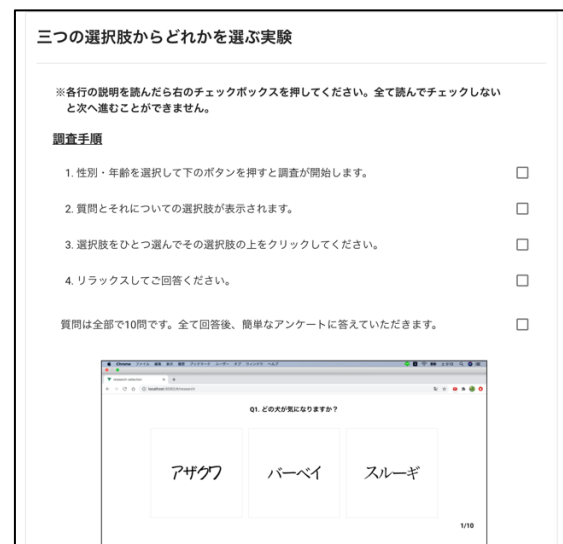 三つの選択肢からどれかを選ぶ実験
※各行の説明を読んだら右のチェックボックスを押してください。全て読んでチェックしない
と次へ進むことができません。
調査手順
1. 性別・年齢を選択して下のボタンを押すと調査が開始します。
2. 質問とそれについての選択肢が表示されます。
3. 選択肢をひとつ選んでその選択肢の上をクリックしてください。
4. リラックスしてご回答ください。
質問は全部で10問です。全て回答後、簡単なアンケートに答えていただきます。
Q1. どの犬が気になりますか？
アザクワ
バーベイ
スルーギ
1/10